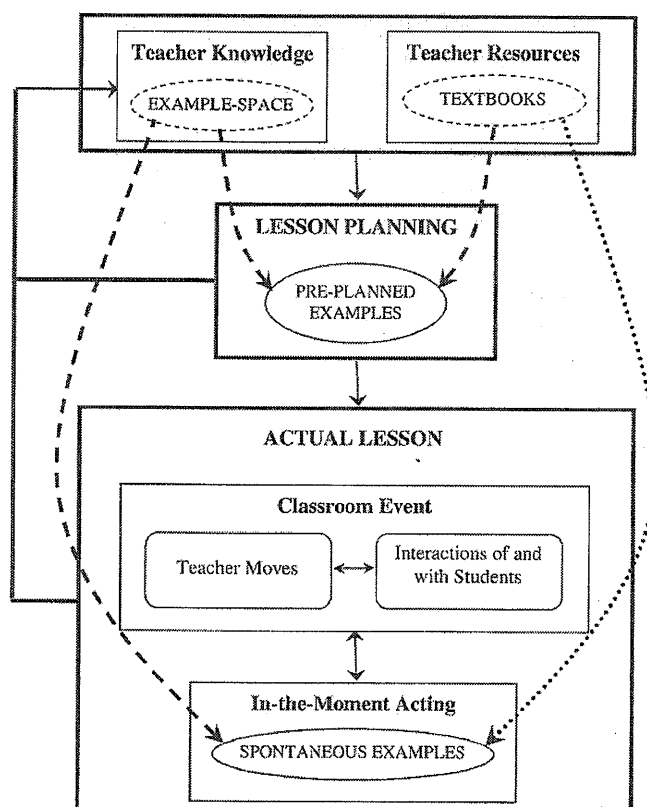 Teacher Knowledge
EXAMPLE-SPACE
Teacher Resources
TEXTBOOKS
LESSON PLANNING
PRE-PLANNED
EXAMPLES
ACTUAL LESSON
Classroom Event
Teacher Moves
Interactions of and
with Students
In-the-Moment Acting
SPONTANEOUS EXAMPLES